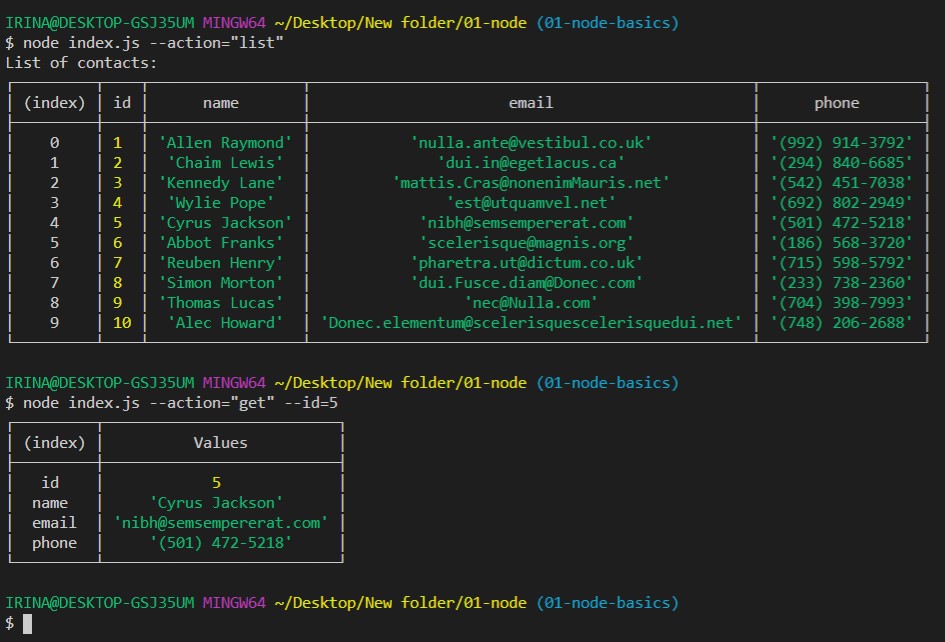 IRINA@DESKTOP-GSJ35UM MINGW64 ~/Desktop/New folder/01-node (01-node-basics)
$ node index.js --action="list"
List of contacts:
(index) id name email phone
0 1 'Allen Raymond' 'nulla.ante@vestibul.co.uk' '(992) 914-3792'
1 2 'Chaim Lewis' 'dui.in@egetlacus.ca' '(294) 840-6685'
2 3 'Kennedy Lane' 'mattis.Cras@nonenimMauris.net' '(542) 451-7038'
3 4 'Wylie Pope' 'est@utquamvel.net' '(692) 802-2949'
4 5 'Cyrus Jackson' 'nibh@semsempererat.com' '(501) 472-5218'
5 6 'Abbot Franks' 'scelerisque@magnis.org' '(186) 568-3720'
6 7 'Reuben Henry' 'pharetra.ut@dictum.co.uk' '(715) 598-5792'
7 8 'Simon Morton' 'dui.Fusce.diam@Donec.com' '(233) 738-2360'
8 9 'Thomas Lucas' 'nec@Nulla.com' '(704) 398-7993'
9 10 'Alec Howard' 'Donec.elementum@scelerisquescelerisquedui.net' '(748) 206-2688'
IRINA@DESKTOP-GSJ35UM MINGW64 ~/Desktop/New folder/01-node (01-node-basics)
$ node index.js --action="get" --id=5
(index) Values
id 5
name 'Cyrus Jackson'
email 'nibh@semsempererat.com'
phone '(501) 472-5218'
IRINA@DESKTOP-GSJ35UM MINGW64 ~/Desktop/New folder/01-node (01-node-basics)
$